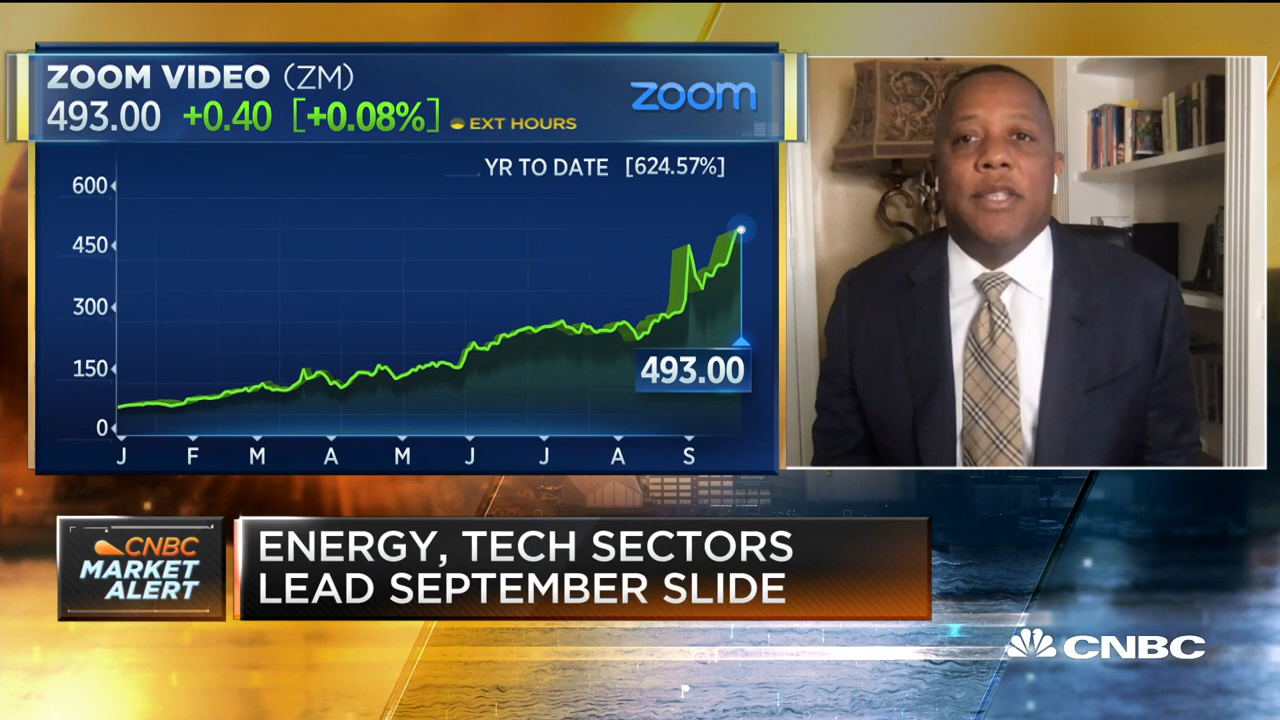 ZOOM VIDEO (ZM)
493.00 +0.40 [+0.08%] EXT HOURS
zoom
YR TO DATE [624.57%]
600
450
300
150
0
493.00
J F M A M J J A S
CNBC
MARKET
ALERT
ENERGY, TECH SECTORS
LEAD SEPTEMBER SLIDE
CNBC
P